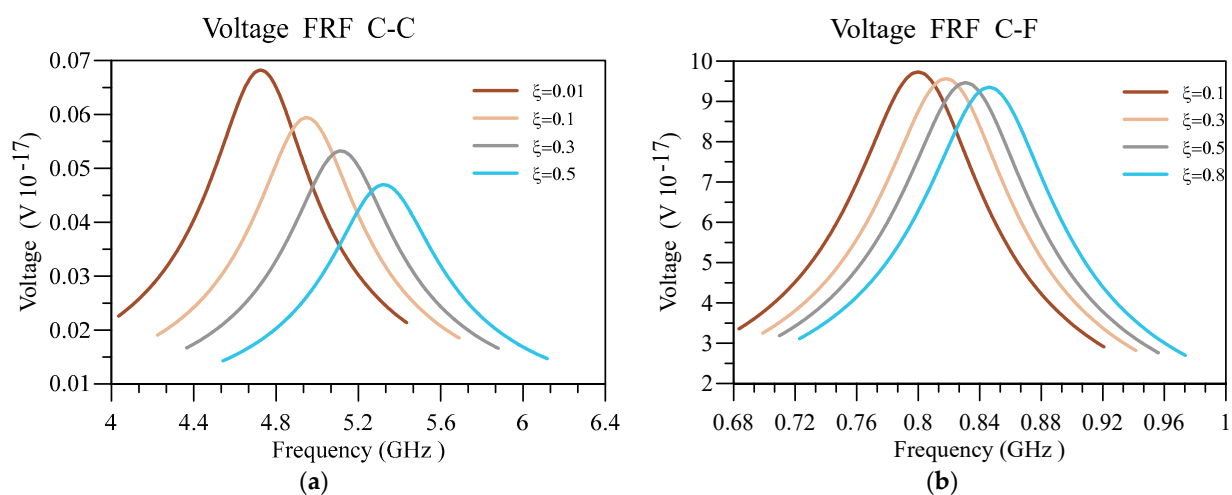 Voltage FRF C-C
0.07
0.06
0.05
0.04
0.03
0.02
0.01
Voltage (V 10 -17)
ξ=0.01
ξ=0.1
ξ=0.3
ξ=0.5
4 4.4 4.8 5.2 5.6 6 6.4
Frequency (GHz )
(a)
Voltage FRF C-F
10
9
8
7
6
5
4
3
2
Voltage (V 10 -17)
ξ=0.1
ξ=0.3
ξ=0.5
ξ=0.8
0.68 0.72 0.76 0.8 0.84 0.88 0.92 0.96 1
Frequency (GHz )
(b)